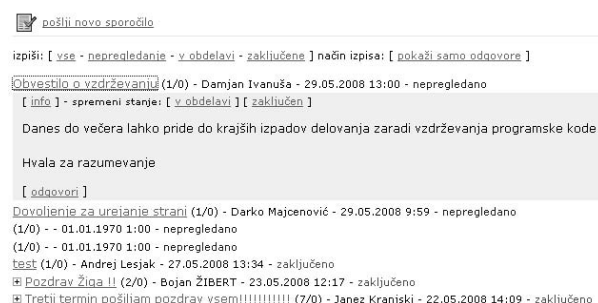 pošlji novo sporočilo
izpiši: [ vse - nepregledanje - v obdelavi - zaključene ] način izpisa: [ pokaži samo odgovore ]
Obvestilo o vzdrževanju (1/0) - Damjan Ivanuša - 29.05.2008 13:00 - nepregledano
[ info ] - spremeni stanje: [ v obdelavi ] [ zaključen ]
Danes do večera lahko pride do krajših izpadov delovanja zaradi vzdrževanja programske kode
Hvala za razumevanje
[ odgovori ]
Dovoljenje za urejanje strani (1/0) - Darko Majcenović - 29.05.2008 9:59 - nepregledano
(1/0) - - 01.01.1970 1:00 - nepregledano
(1/0) - - 01.01.1970 1:00 - nepregledano
test (1/0) - Andrej Lesjak - 27.05.2008 13:34 - zaključeno
Pozdrav Žiga !! (2/0) - Bojan ŽIBERT - 23.05.2008 12:17 - zaključeno
Tretji termin pošiljam pozdrav vsem!!!!!!!!!!! (7/0) - Janez Kranjski - 22.05.2008 14:09 - zaključeno